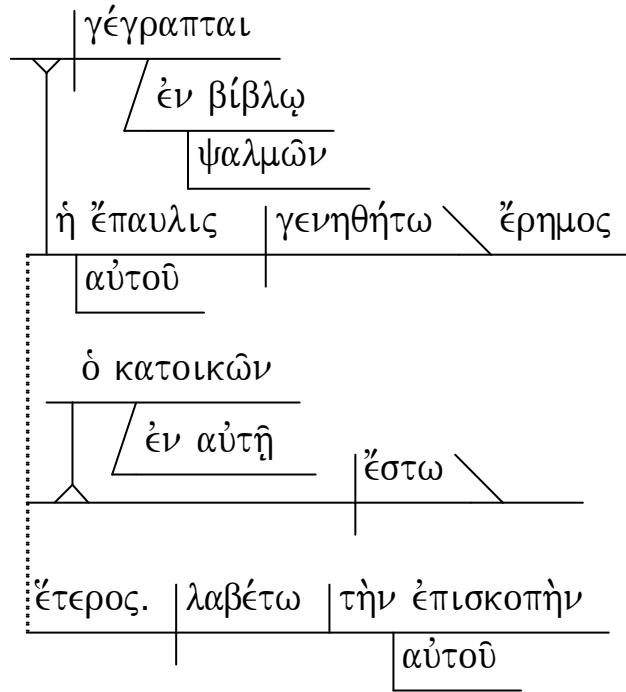 γέγραπται
ἐν βίβλῳ
ψαλμῶν
ἡ ἔπαυλις γενηθήτω ἔρημος
αὐτοῦ
ὁ κατοικῶν
ἐν αὐτῇ
ἔστω
ἕτερος. λαβέτω τὴν ἐπισκοπὴν
αὐτοῦ